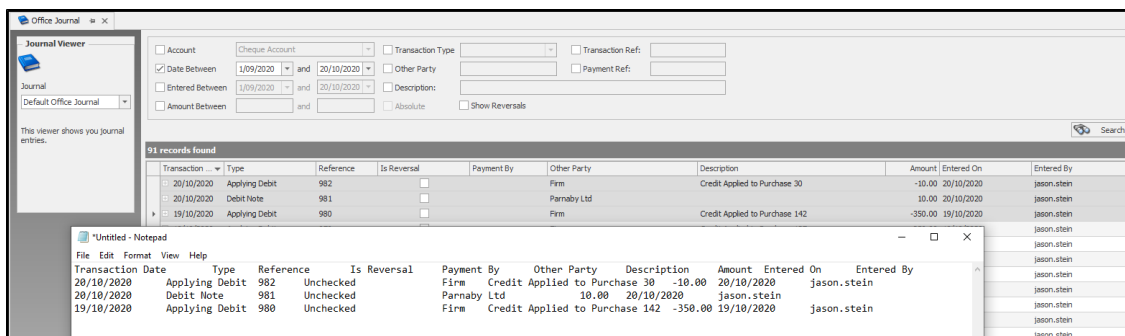 Office Journal
Journal Viewer
Journal
Default Office Journal
This viewer shows you journal
entries.
Account Cheque Account Transaction Type Transaction Ref:
Date Between 1/09/2020 and 20/10/2020 Other Party Payment Ref:
Entered Between 1/09/2020 and 20/10/2020 Description:
Amount Between and Absolute Show Reversals
Search
91 records found
Transaction ... Type Reference Is Reversal Payment By Other Party Description Amount Entered On Entered By
20/10/2020 Applying Debit 982 Firm Credit Applied to Purchase 30 -10.00 20/10/2020 jason.stein
20/10/2020 Debit Note 981 Parnaby Ltd 10.00 20/10/2020 jason.stein
19/10/2020 Applying Debit 980 Firm Credit Applied to Purchase 142 -350.00 19/10/2020 jason.stein
jason.stein
jason.stein
jason.stein
jason.stein
jason.stein
jason.stein
jason.stein
*Untitled - Notepad
File Edit Format View Help
Transaction Date Type Reference Is Reversal Payment By Other Party Description Amount Entered On Entered By
20/10/2020 Applying Debit 982 Unchecked Firm Credit Applied to Purchase 30 -10.00 20/10/2020 jason.stein
20/10/2020 Debit Note 981 Unchecked Parnaby Ltd 10.00 20/10/2020 jason.stein
19/10/2020 Applying Debit 980 Unchecked Firm Credit Applied to Purchase 142 -350.00 19/10/2020 jason.stein